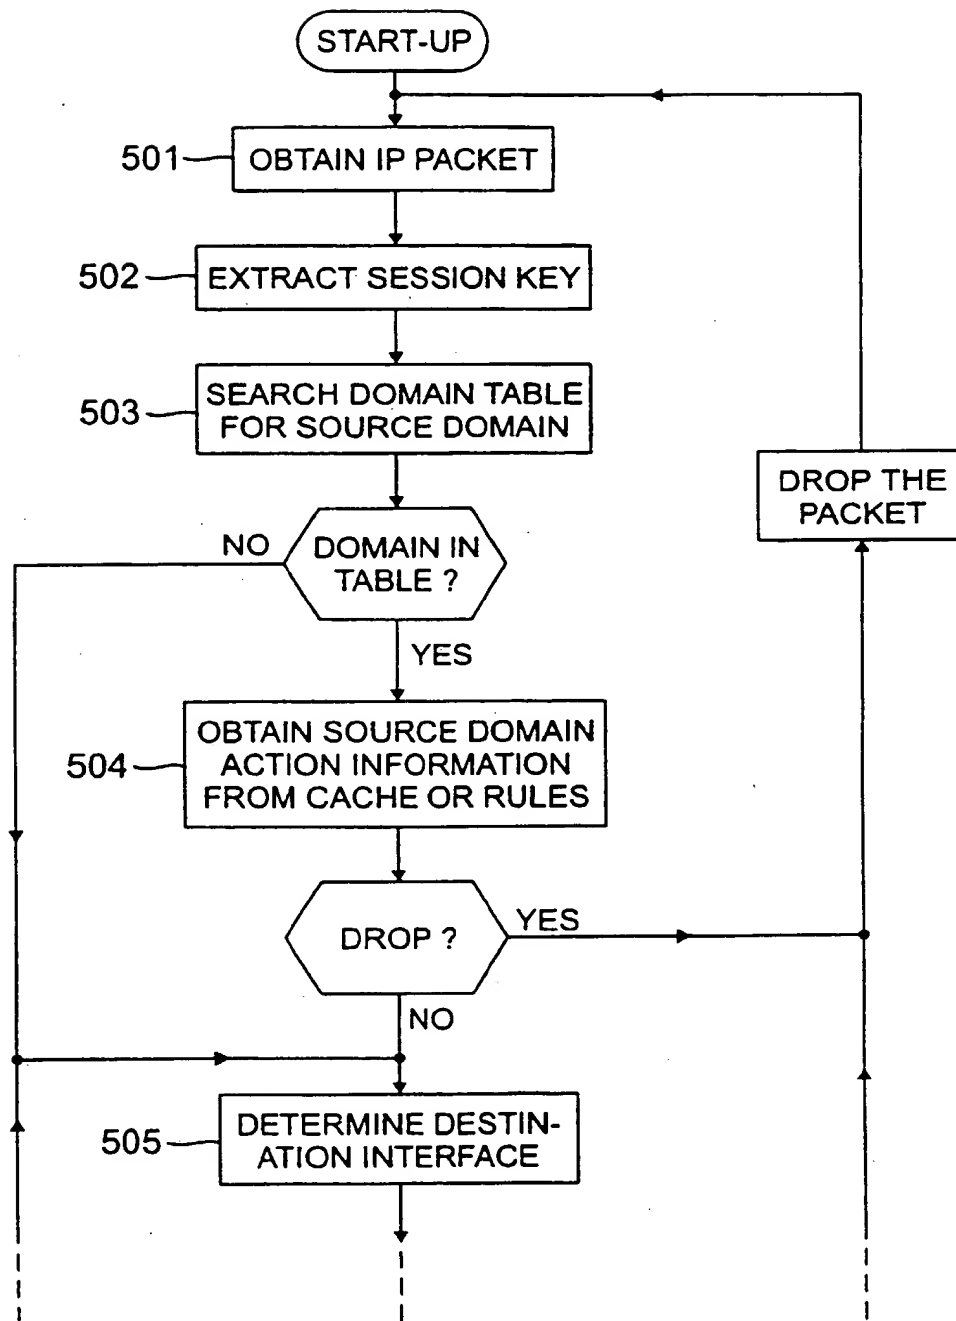 START-UP
501
OBTAIN IP PACKET
502
EXTRACT SESSION KEY
503
SEARCH DOMAIN TABLE
FOR SOURCE DOMAIN
DROP THE
PACKET
NO
DOMAIN IN
TABLE ?
YES
504
OBTAIN SOURCE DOMAIN
ACTION INFORMATION
FROM CACHE OR RULES
DROP ?
YES
NO
505
DETERMINE DESTIN-
ATION INTERFACE